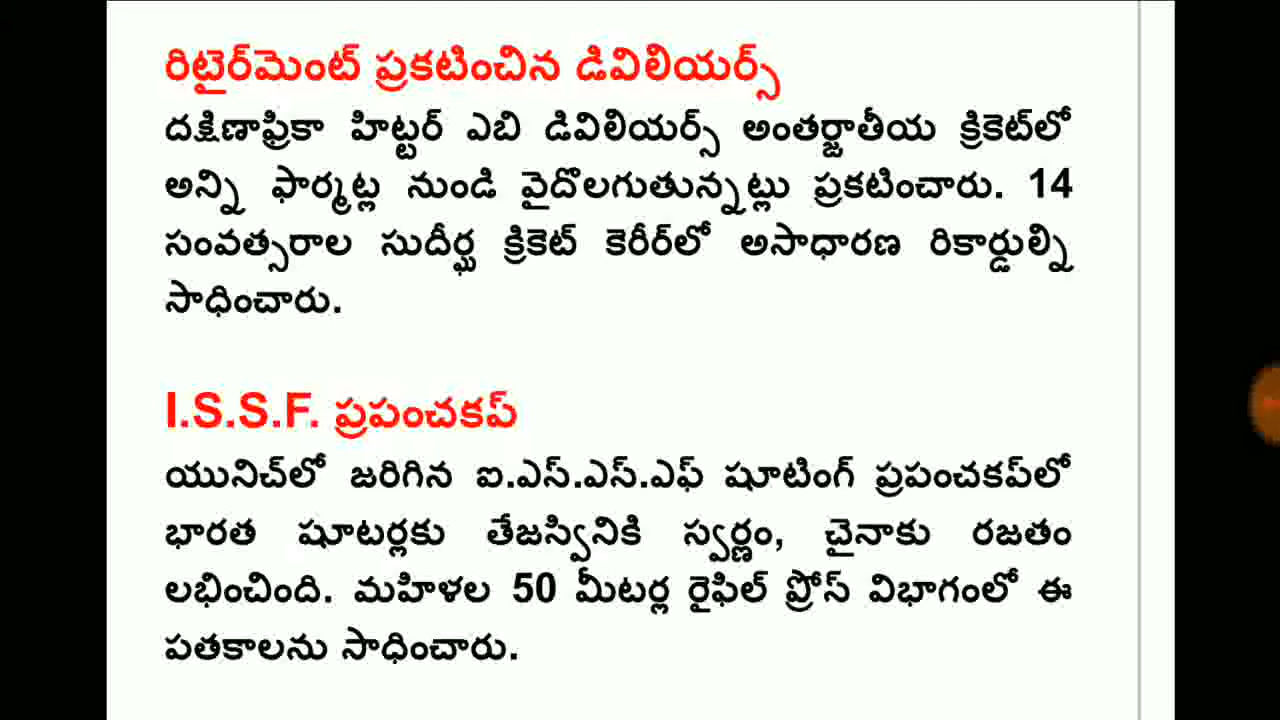 రిటైర్‌మెంట్ ప్రకటించిన డివిలియర్స్
దక్షిణాఫ్రికా హిట్టర్ ఎబి డివిలియర్స్ అంతర్జాతీయ క్రికెట్‌లో
అన్ని ఫార్మట్ల నుండి వైదొలగుతున్నట్లు ప్రకటించారు. 14
సంవత్సరాల సుదీర్ఘ క్రికెట్ కెరీర్‌లో అసాధారణ రికార్డుల్ని
సాధించారు.
I.S.S.F. ప్రపంచకప్
యునిచ్‌లో జరిగిన ఐ.ఎస్.ఎస్.ఎఫ్ షూటింగ్ ప్రపంచకప్‌లో
భారత షూటర్లకు తేజస్వినికి స్వర్ణం, చైనాకు రజతం
లభించింది. మహిళల 50 మీటర్ల రైఫిల్ ప్రోస్ విభాగంలో ఈ
పతకాలను సాధించారు.